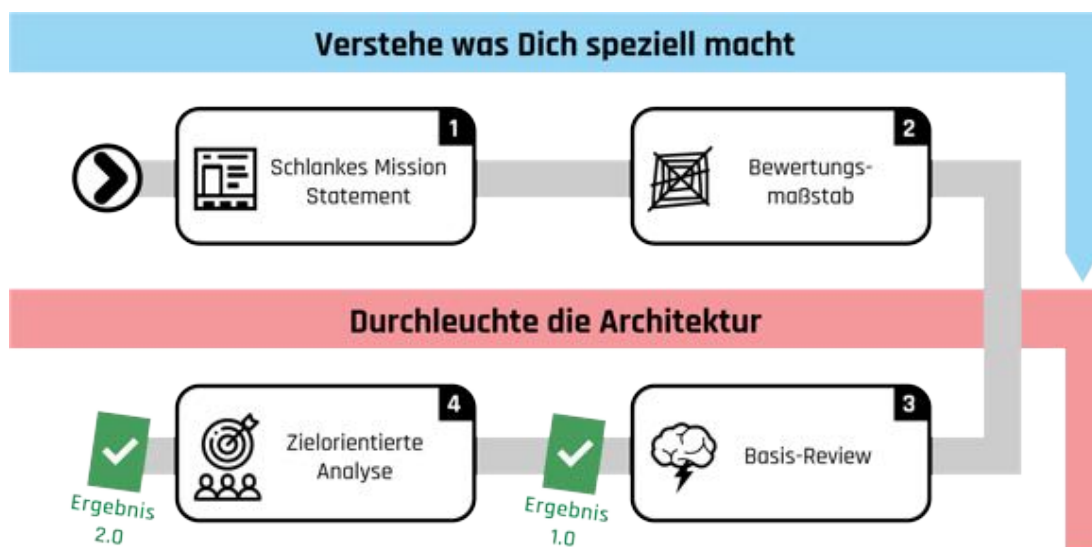 Verstehe was Dich speziell macht
1
Schlankes Mission
Statement
2
Bewertungs-
maßstab
Durchleuchte die Architektur
4
Zielorientierte
Analyse
3
Basis-Review
Ergebnis
2.0
Ergebnis
1.0